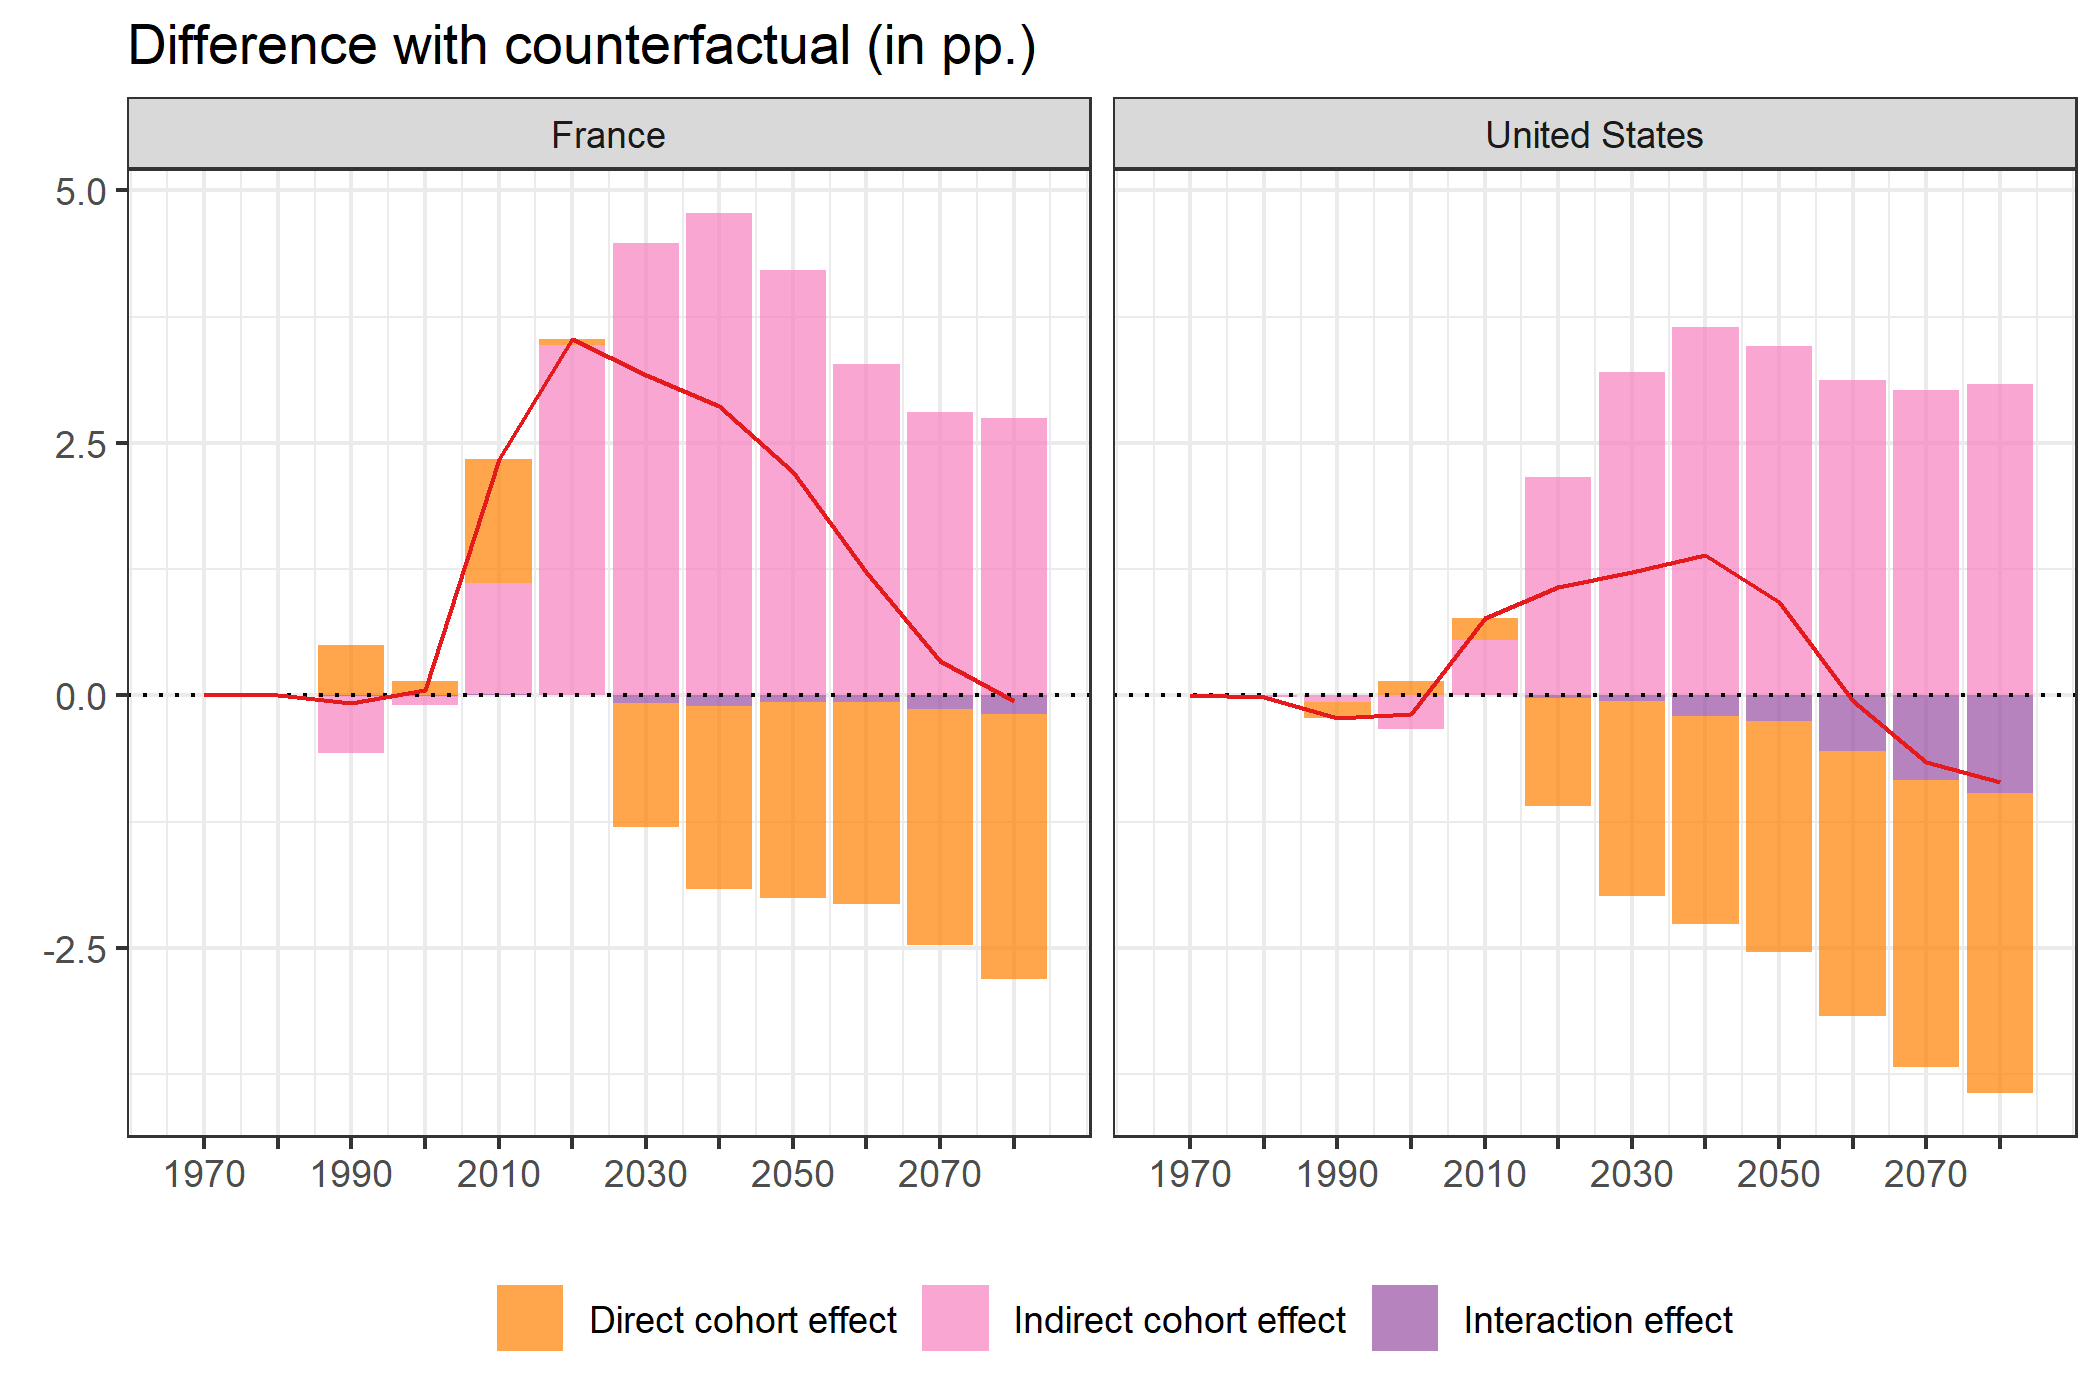 Difference with counterfactual (in pp.)
France United States
5.0
2.5
0.0
-2.5
1970 1990 2010 2030 2050 2070 1970 1990 2010 2030 2050 2070
Direct cohort effect Indirect cohort effect Interaction effect